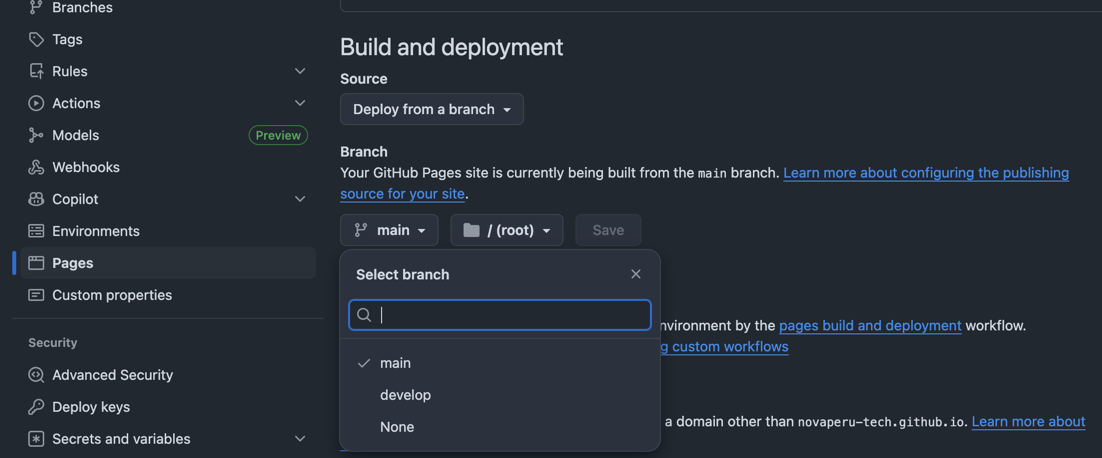 Branches
Tags
Rules
Actions
Models Preview
Webhooks
Copilot
Environments
Pages
Custom properties
Security
Advanced Security
Deploy keys
Secrets and variables
Build and deployment
Source
Deploy from a branch
Branch
Your GitHub Pages site is currently being built from the main branch. Learn more about configuring the publishing
source for your site.
main / (root) Save
Select branch
main
develop
None
nvironment by the pages build and deployment workflow.
g custom workflows
a domain other than novaperu-tech.github.io. Learn more about